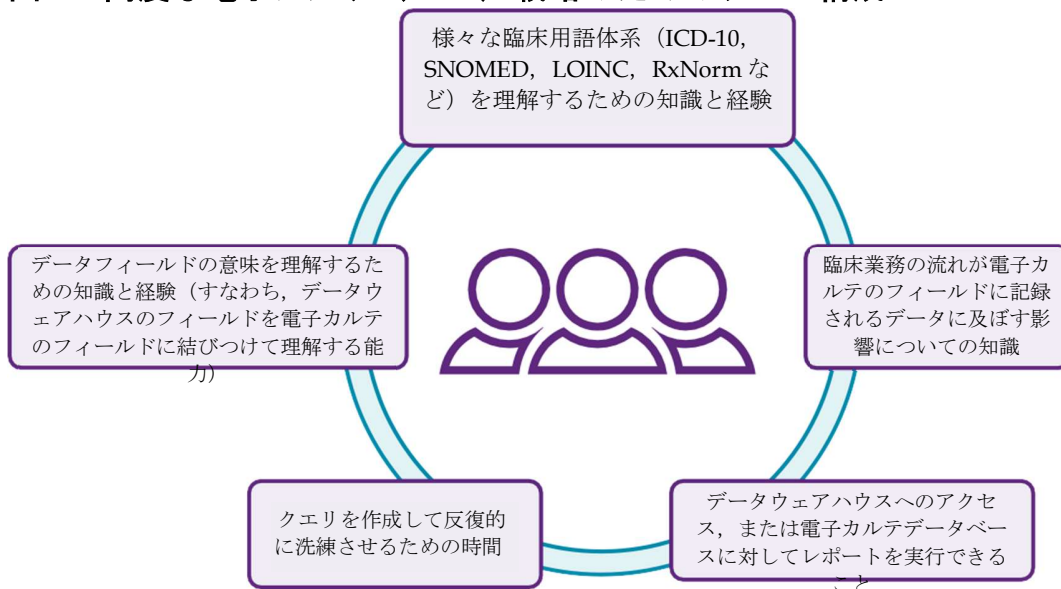 様々な臨床用語体系（ICD-10,
SNOMED，LOINC，RxNorm な
ど）を理解するための知識と経験
データフィールドの意味を理解するた
めの知識と経験（すなわち，データウ
ェアハウスのフィールドを電子カルテ
のフィールドに結びつけて理解する能
力）
臨床業務の流れが電子カ
ルテのフィールドに記録
されるデータに及ぼす影
響についての知識
クエリを作成して反復的
に洗練させるための時間
データウェアハウスへのアクセ
ス，または電子カルテデータベ
ースに対してレポートを実行できる
こと